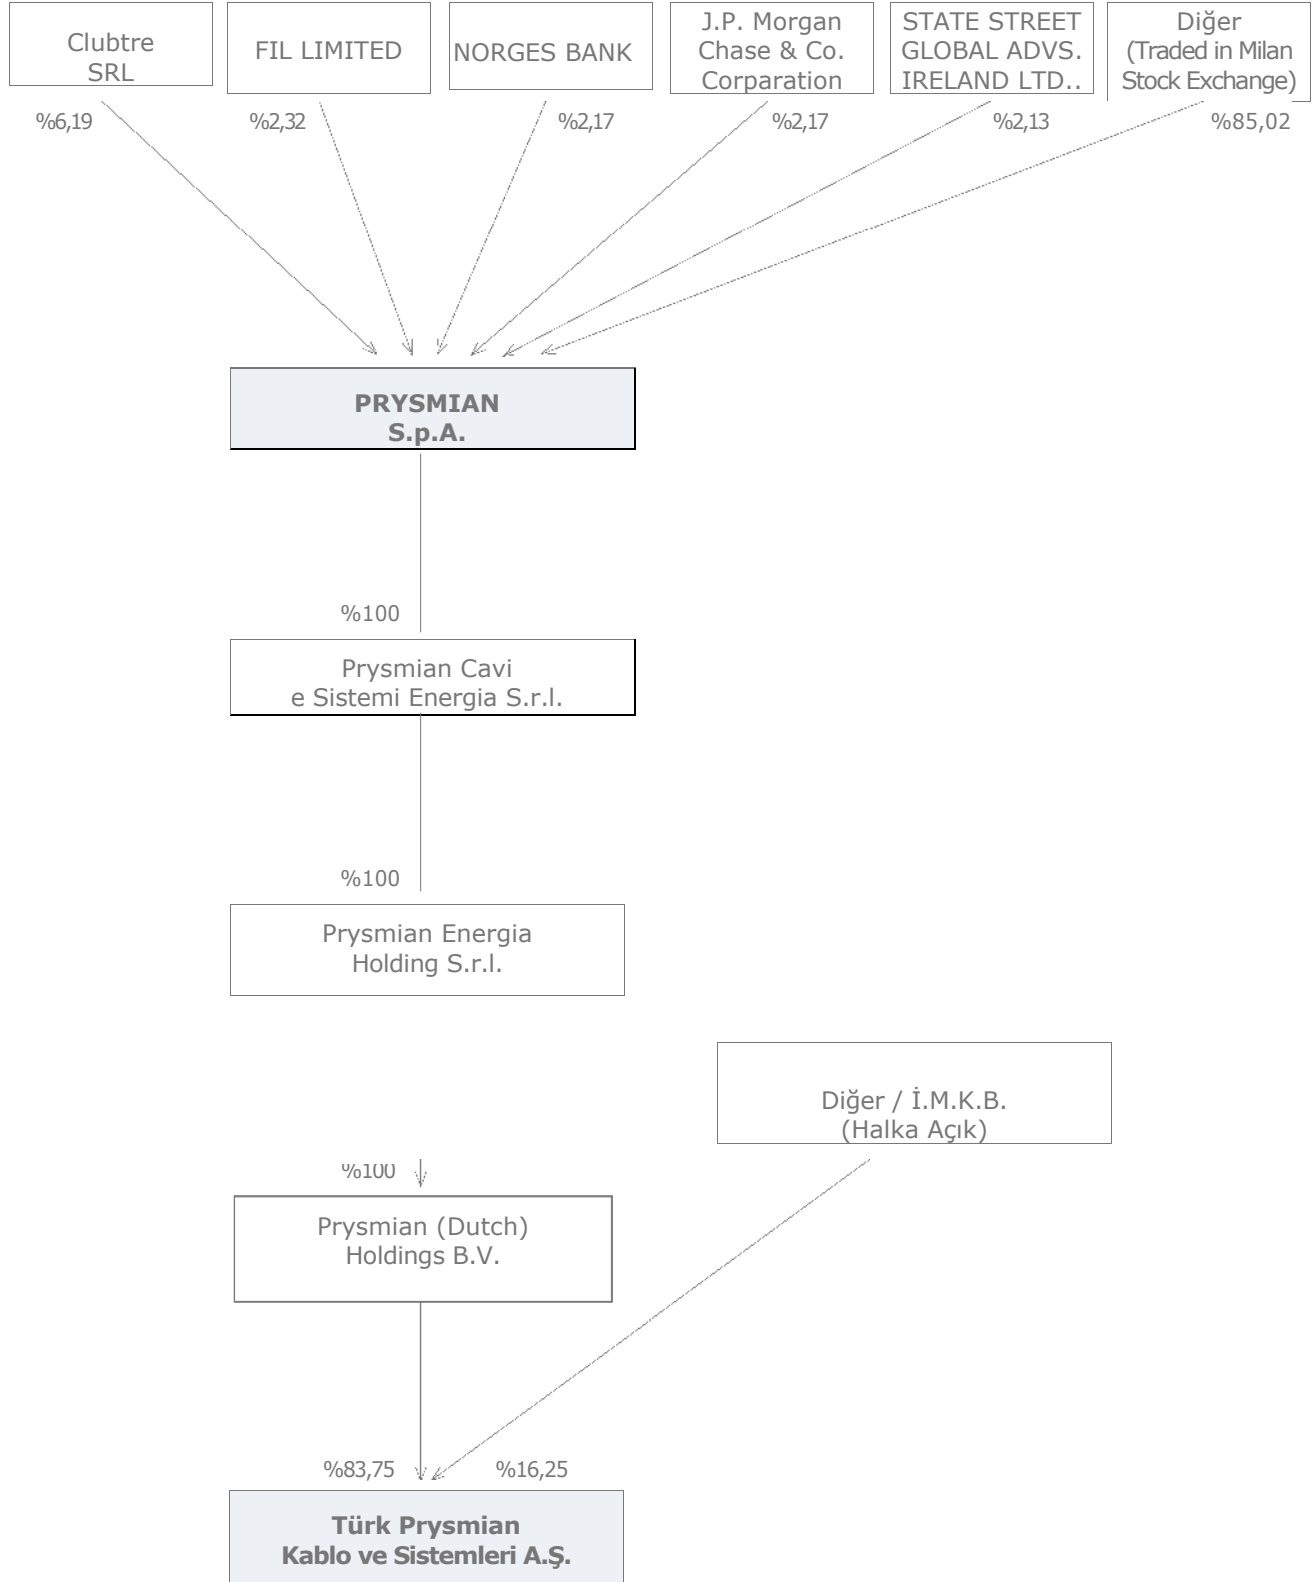 Clubtre
SRL
FIL LIMITED
NORGES BANK
J.P. Morgan
Chase & Co.
Corparation
STATE STREET
GLOBAL ADVS.
IRELAND LTD..
Diğer
(Traded in Milan
Stock Exchange)
%6,19
%2,32
%2,17
%2,17
%2,13
%85,02
PRYSMIAN
S.p.A.
%100
Prysmian Cavi
e Sistemi Energia S.r.l.
%100
Prysmian Energia
Holding S.r.l.
Diğer / İ.M.K.B.
(Halka Açık)
%100
Prysmian (Dutch)
Holdings B.V.
%83,75
%16,25
Türk Prysmian
Kablo ve Sistemleri A.Ş.